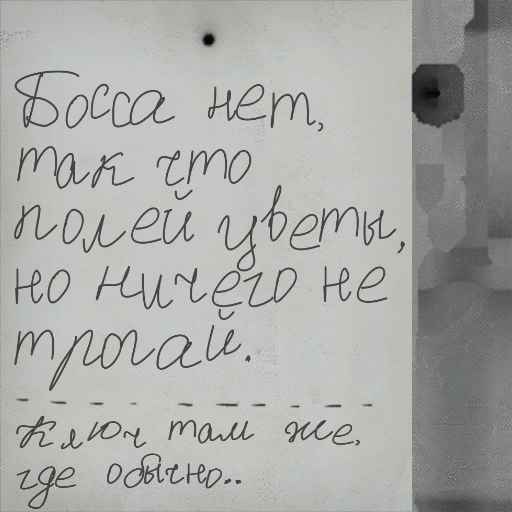 Босса нет,
так что
полей цветы,
но ничего не
трогай.
Ключ там же,
где обычно..